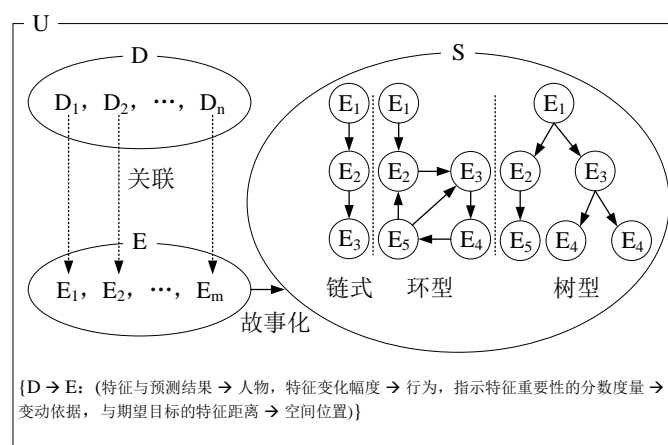 U
D
S
D1，D2，…，Dn
关联
E
E1，E2，…，Em
故事化
E1 E1 E1
E2 E2 E3 E2 E3
E3 E5 E4 E5 E4 E4
链式 环型 树型
{D → E：(特征与预测结果 → 人物，特征变化幅度 → 行为，指示特征重要性的分数度量 →
变动依据，与期望目标的特征距离 → 空间位置)}